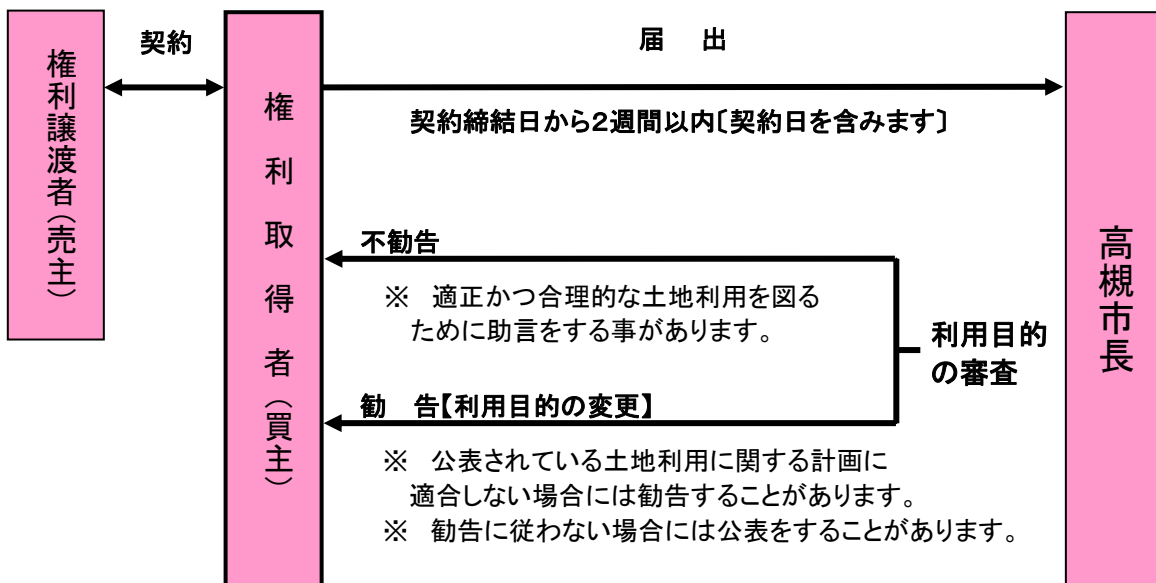 権利譲渡者（売主）
契約
権利取得者（買主）
届　出
契約締結日から２週間以内〔契約日を含みます〕
不勧告
※　適正かつ合理的な土地利用を図る
ために助言をする事があります。
利用目的
の審査
勧　告【利用目的の変更】
※　公表されている土地利用に関する計画に
適合しない場合には勧告することがあります。
※　勧告に従わない場合には公表をすることがあります。
高槻市長